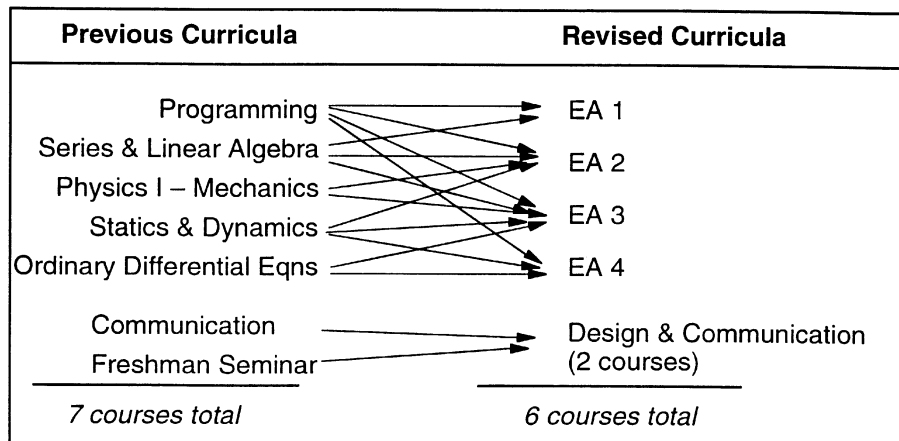 Previous Curricula
Revised Curricula
Programming
Series & Linear Algebra
Physics I – Mechanics
Statics & Dynamics
Ordinary Differential Eqns
Communication
Freshman Seminar
7 courses total
EA 1
EA 2
EA 3
EA 4
Design & Communication
(2 courses)
6 courses total